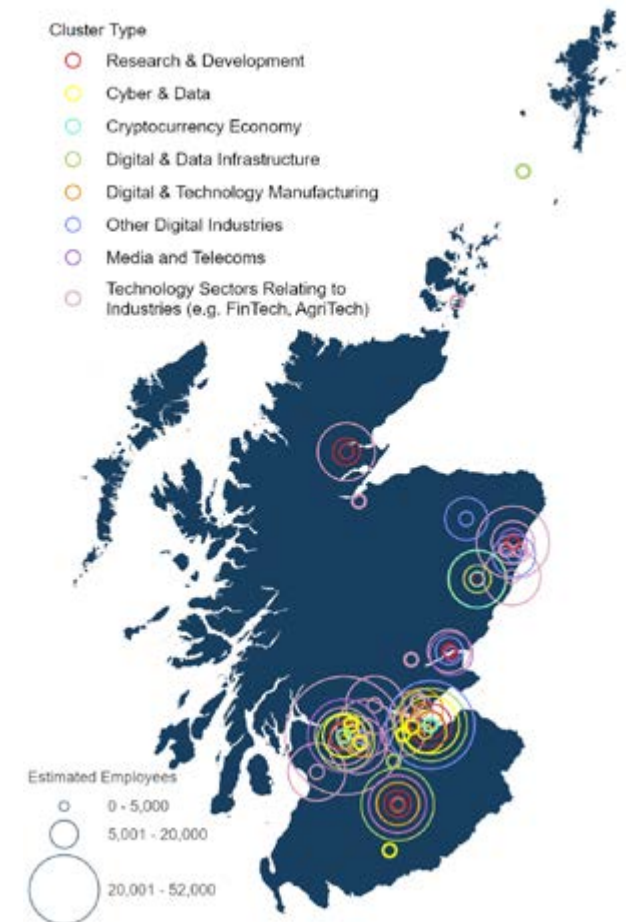 Cluster Type
Research & Development
Cyber & Data
Cryptocurrency Economy
Digital & Data Infrastructure
Digital & Technology Manufacturing
Other Digital Industries
Media and Telecoms
Technology Sectors Relating to
Industries (e.g. FinTech, AgriTech)
Estimated Employees
0 - 5,000
5,001 - 20,000
20,001 - 52,000